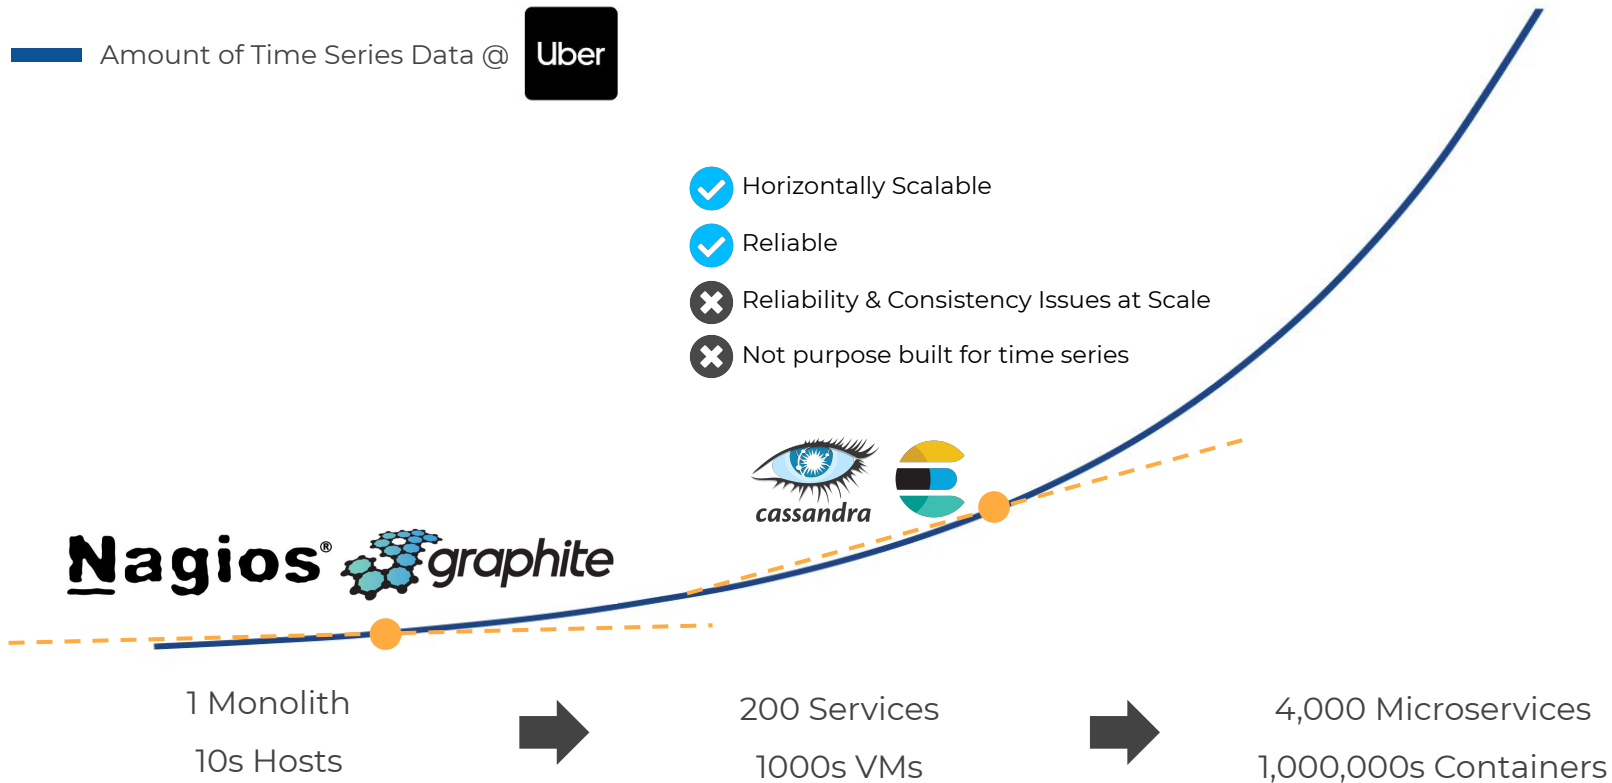 Amount of Time Series Data @ Uber
Horizontally Scalable
Reliable
Reliability & Consistency Issues at Scale
Not purpose built for time series
cassandra
Nagios®
graphite
1 Monolith
10s Hosts
200 Services
1000s VMs
4,000 Microservices
1,000,000s Containers